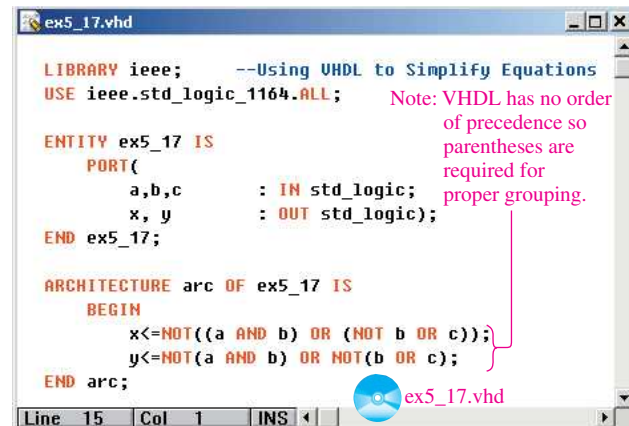 ex5_17.vhd
LIBRARY ieee; --Using VHDL to Simplify Equations
USE ieee.std_logic_1164.ALL;
Note: VHDL has no order
of precedence so
parentheses are
required for
proper grouping.
ENTITY ex5_17 IS
PORT(
a,b,c : IN std_logic;
x, y : OUT std_logic);
END ex5_17;
ARCHITECTURE arc OF ex5_17 IS
BEGIN
x<=NOT((a AND b) OR (NOT b OR c));
y<=NOT(a AND b) OR NOT(b OR c);
END arc;
ex5_17.vhd
Line 15 Col 1 INS